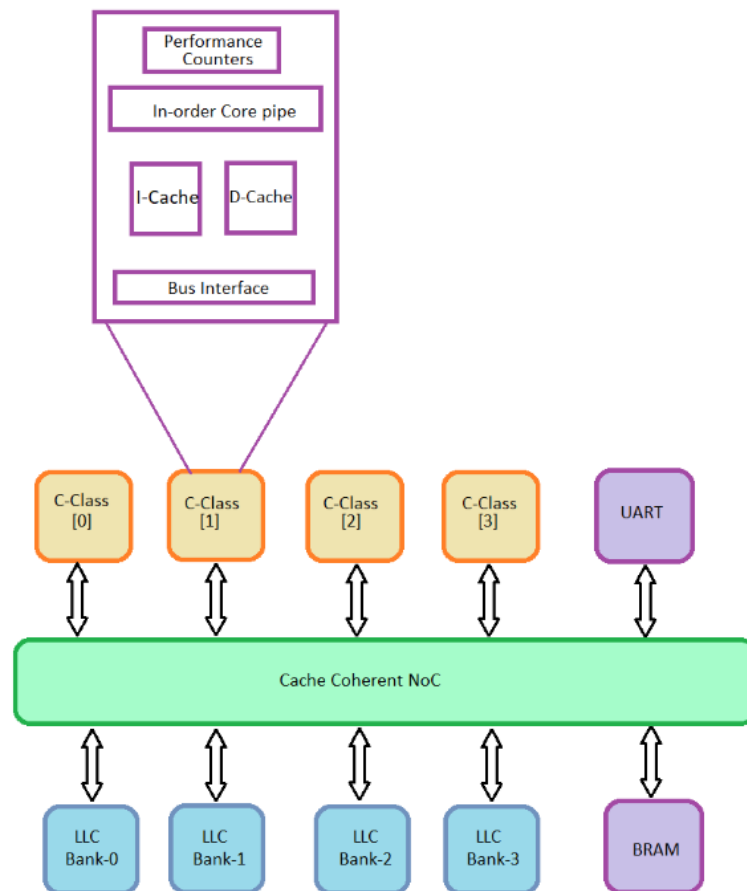 Performance
Counters
In-order Core pipe
I-Cache
D-Cache
Bus Interface
C-Class
[0]
C-Class
[1]
C-Class
[2]
C-Class
[3]
UART
Cache Coherent NoC
LLC
Bank-0
LLC
Bank-1
LLC
Bank-2
LLC
Bank-3
BRAM